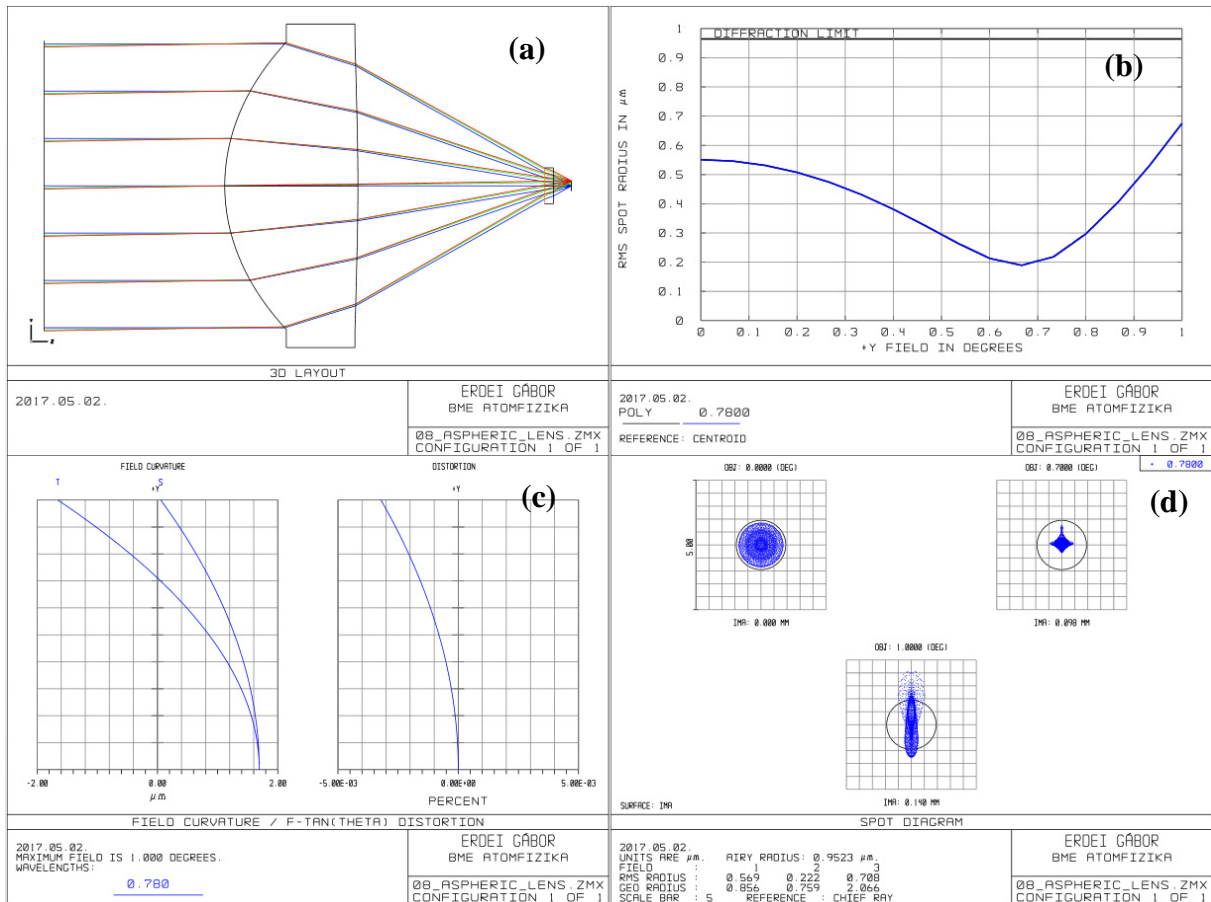 (a)
Y
Z
3D LAYOUT
2017.05.02.
ERDEI GÁBOR
BME ATOMFIZIKA
08_ASPHERIC_LENS.ZMX
CONFIGURATION 1 OF 1
(b)
DIFFRACTION LIMIT
RMS SPOT RADIUS IN µm
1
0.9
0.8
0.7
0.6
0.5
0.4
0.3
0.2
0.1
0
0 0.1 0.2 0.3 0.4 0.5 0.6 0.7 0.8 0.9 1
+Y FIELD IN DEGREES
2017.05.02.
POLY 0.7800
REFERENCE: CENTROID
ERDEI GÁBOR
BME ATOMFIZIKA
08_ASPHERIC_LENS.ZMX
CONFIGURATION 1 OF 1
(c)
FIELD CURVATURE
T S
+Y
-2.00 0.00 2.00
µm
DISTORTION
+Y
-5.00E-03 0.00E+00 5.00E-03
PERCENT
FIELD CURVATURE / F-TAN(THETA) DISTORTION
2017.05.02.
MAXIMUM FIELD IS 1.000 DEGREES.
WAVELENGTHS:
0.780
ERDEI GÁBOR
BME ATOMFIZIKA
08_ASPHERIC_LENS.ZMX
CONFIGURATION 1 OF 1
(d)
0.7800
OBJ: 0.0000 (DEG)
5.00
IMA: 0.000 MM
OBJ: 0.7000 (DEG)
IMA: 0.098 MM
OBJ: 1.0000 (DEG)
IMA: 0.140 MM
SURFACE: IMA
SPOT DIAGRAM
2017.05.02.
UNITS ARE µm. AIRY RADIUS: 0.9523 µm.
FIELD : 1 2 3
RMS RADIUS : 0.569 0.222 0.708
GEO RADIUS : 0.856 0.759 2.066
SCALE BAR : 5 REFERENCE : CHIEF RAY
ERDEI GÁBOR
BME ATOMFIZIKA
08_ASPHERIC_LENS.ZMX
CONFIGURATION 1 OF 1